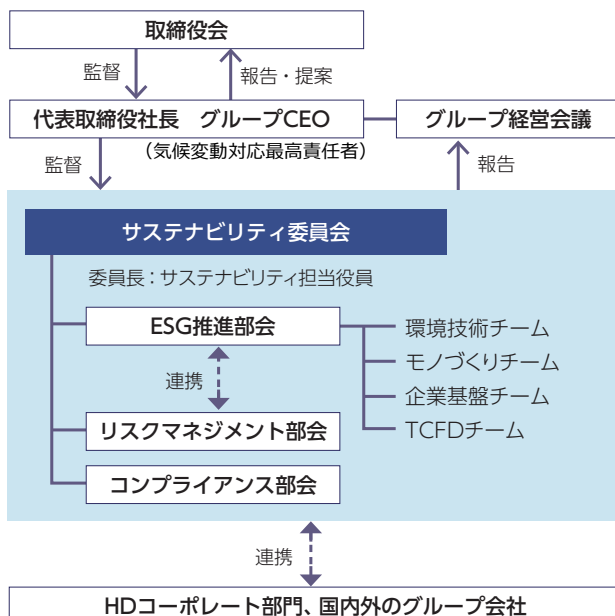 取締役会
監督
報告・提案
代表取締役社長　グループCEO
グループ経営会議
（気候変動対応最高責任者）
監督
報告
サステナビリティ委員会
委員長：サステナビリティ担当役員
ESG推進部会
環境技術チーム
モノづくりチーム
連携
企業基盤チーム
リスクマネジメント部会
TCFDチーム
コンプライアンス部会
連携
HDコーポレート部門、国内外のグループ会社